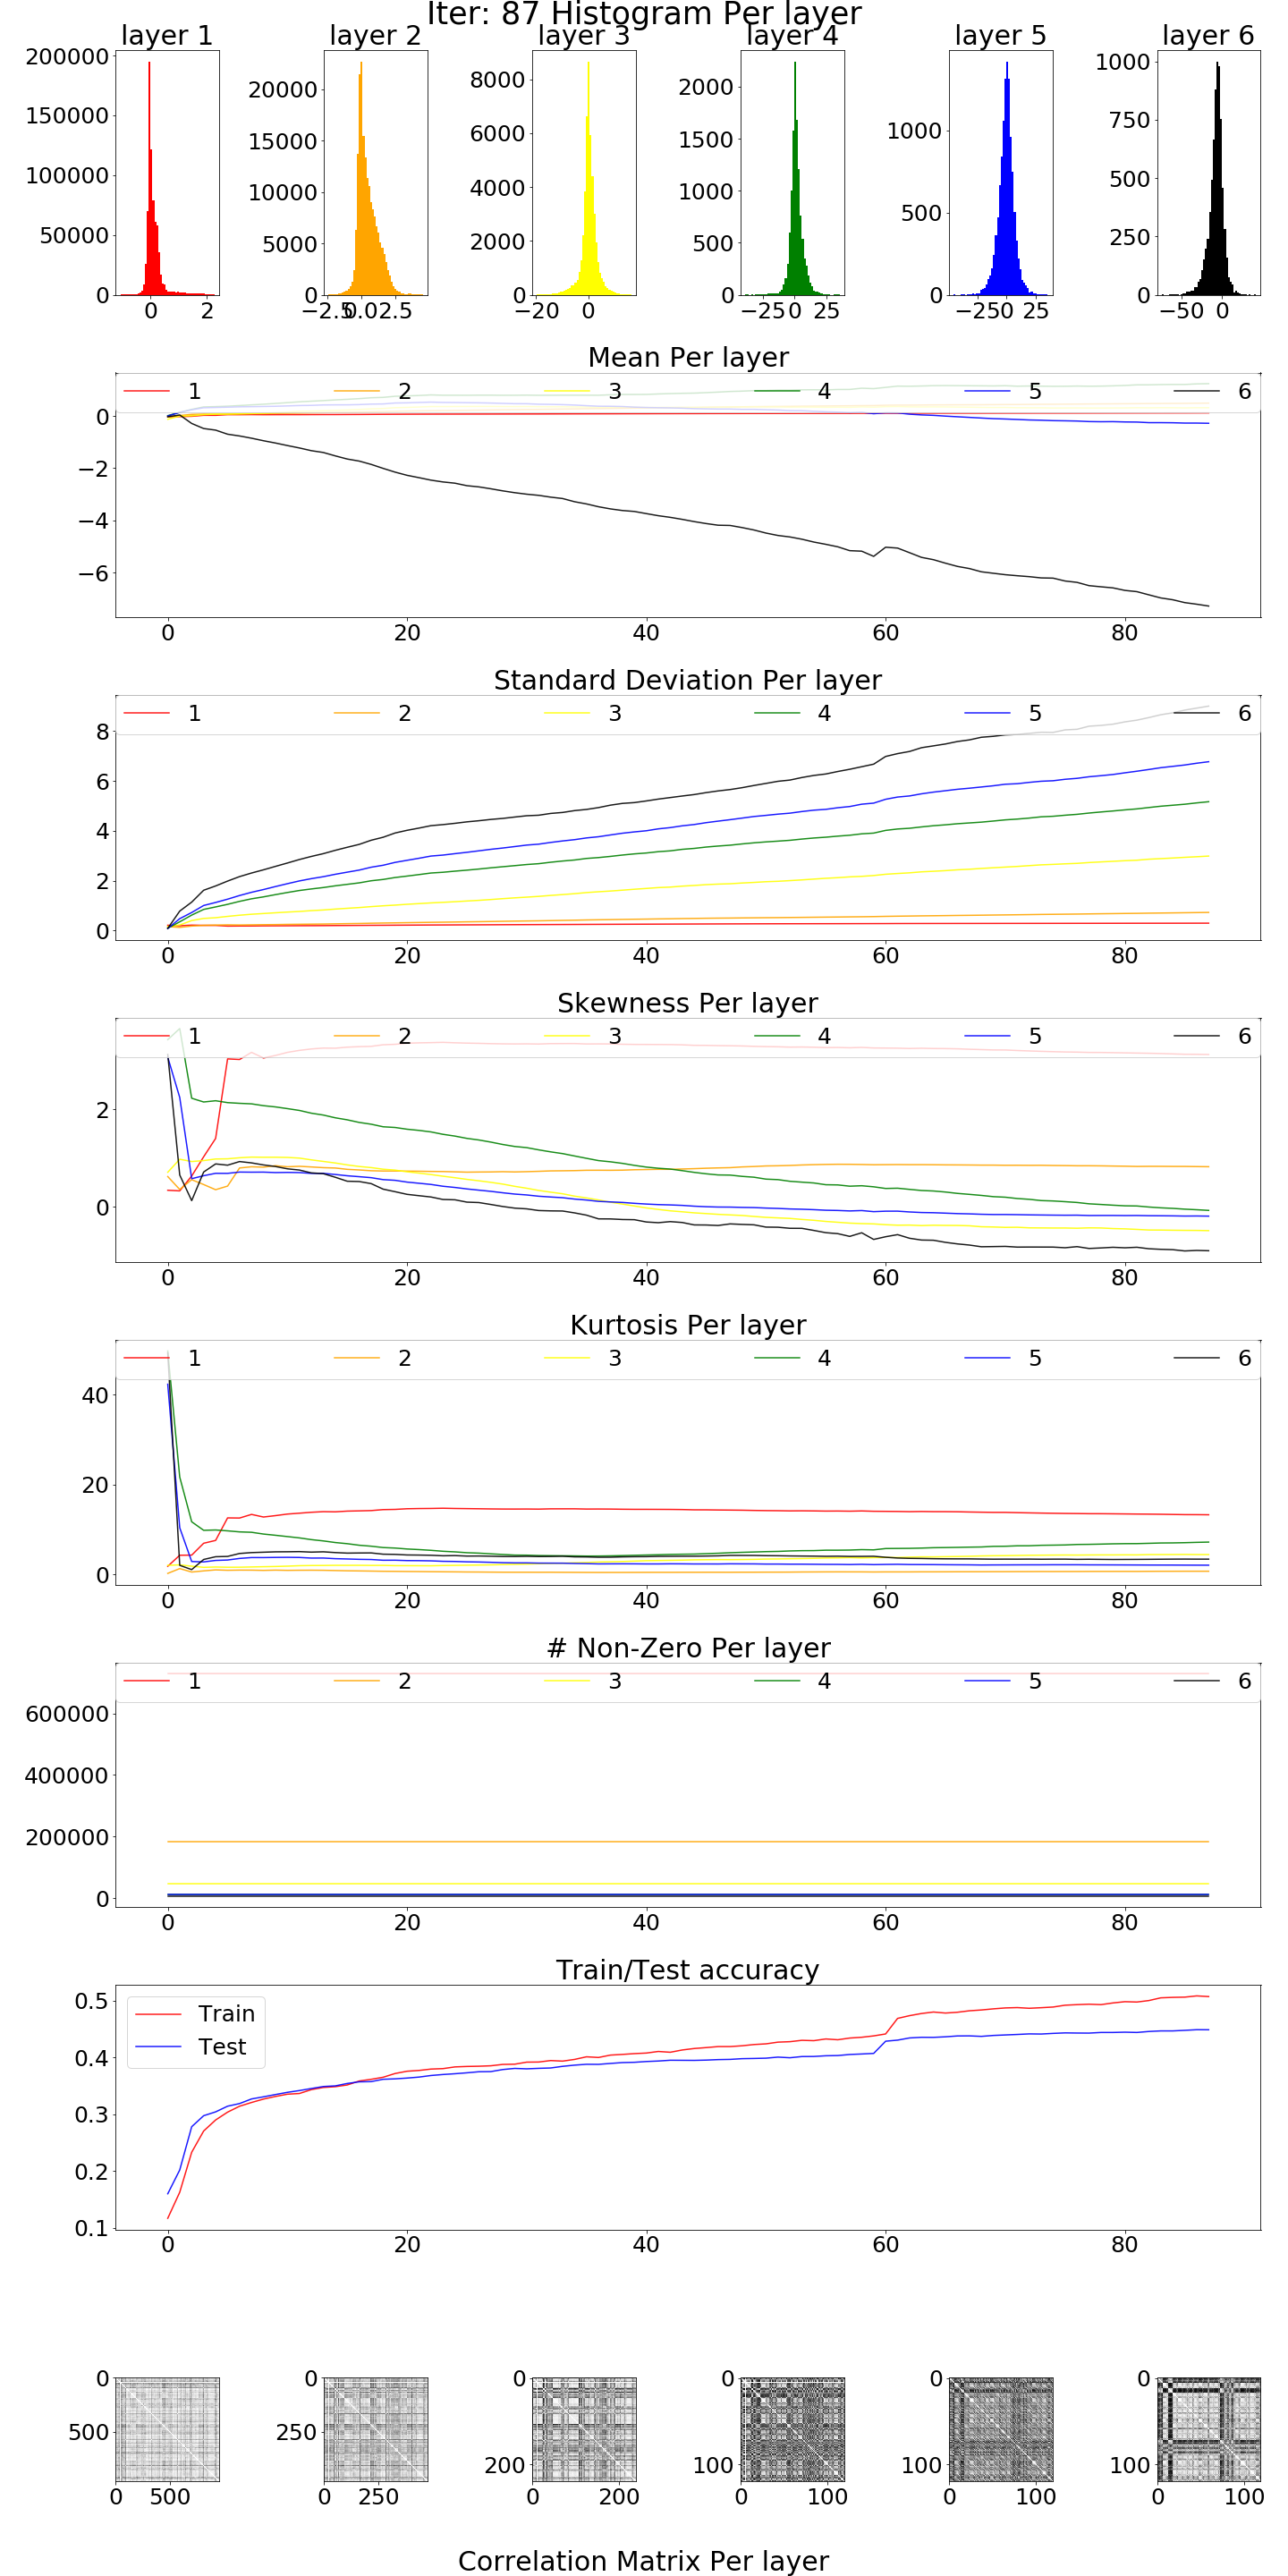 Iter: 87 Histogram Per layer
layer 1 layer 2 layer 3 layer 4 layer 5 layer 6
200000 150000 100000 50000 0
0 2
20000 15000 10000 5000 0
−2.5 0.0 2.5
8000 6000 4000 2000 0
−20 0
2000 1500 1000 500 0
−25 0 25
1000 500 0
−25 0 25
1000 750 500 250 0
−50 0
Mean Per layer
1 2 3 4 5 6
0
−2
−4
−6
0 20 40 60 80
Standard Deviation Per layer
1 2 3 4 5 6
8
6
4
2
0
0 20 40 60 80
Skewness Per layer
1 2 3 4 5 6
2
0
0 20 40 60 80
Kurtosis Per layer
1 2 3 4 5 6
40
20
0
0 20 40 60 80
# Non-Zero Per layer
1 2 3 4 5 6
600000
400000
200000
0
0 20 40 60 80
Train/Test accuracy
Train
Test
0.5
0.4
0.3
0.2
0.1
0 20 40 60 80
0 500
0 500
0 250
0 250
0 200
0 200
0 100
0 100
0 100
0 100
0 100
0 100
Correlation Matrix Per layer